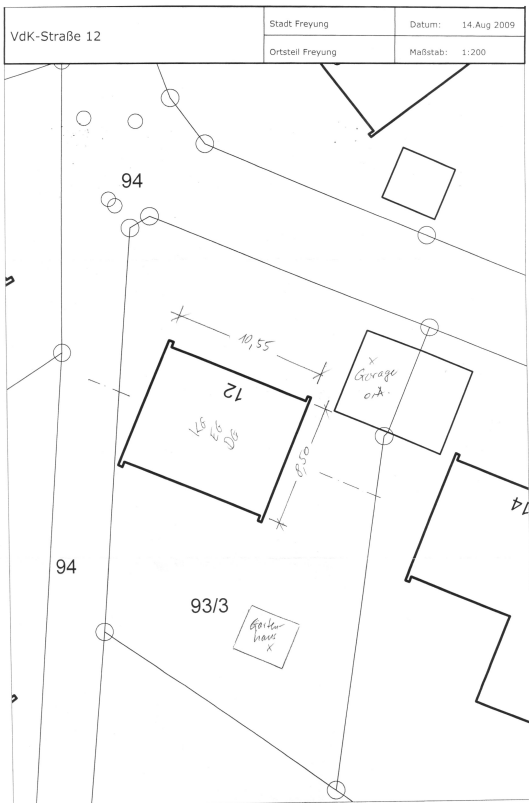 VdK-Straße 12
Stadt Freyung
Datum: 14.Aug 2009
Ortsteil Freyung
Maßstab: 1:200
94
10,55
x
Garage
12
KG
EG
DG
8,50
14
94
93/3
Garten-
haus
x